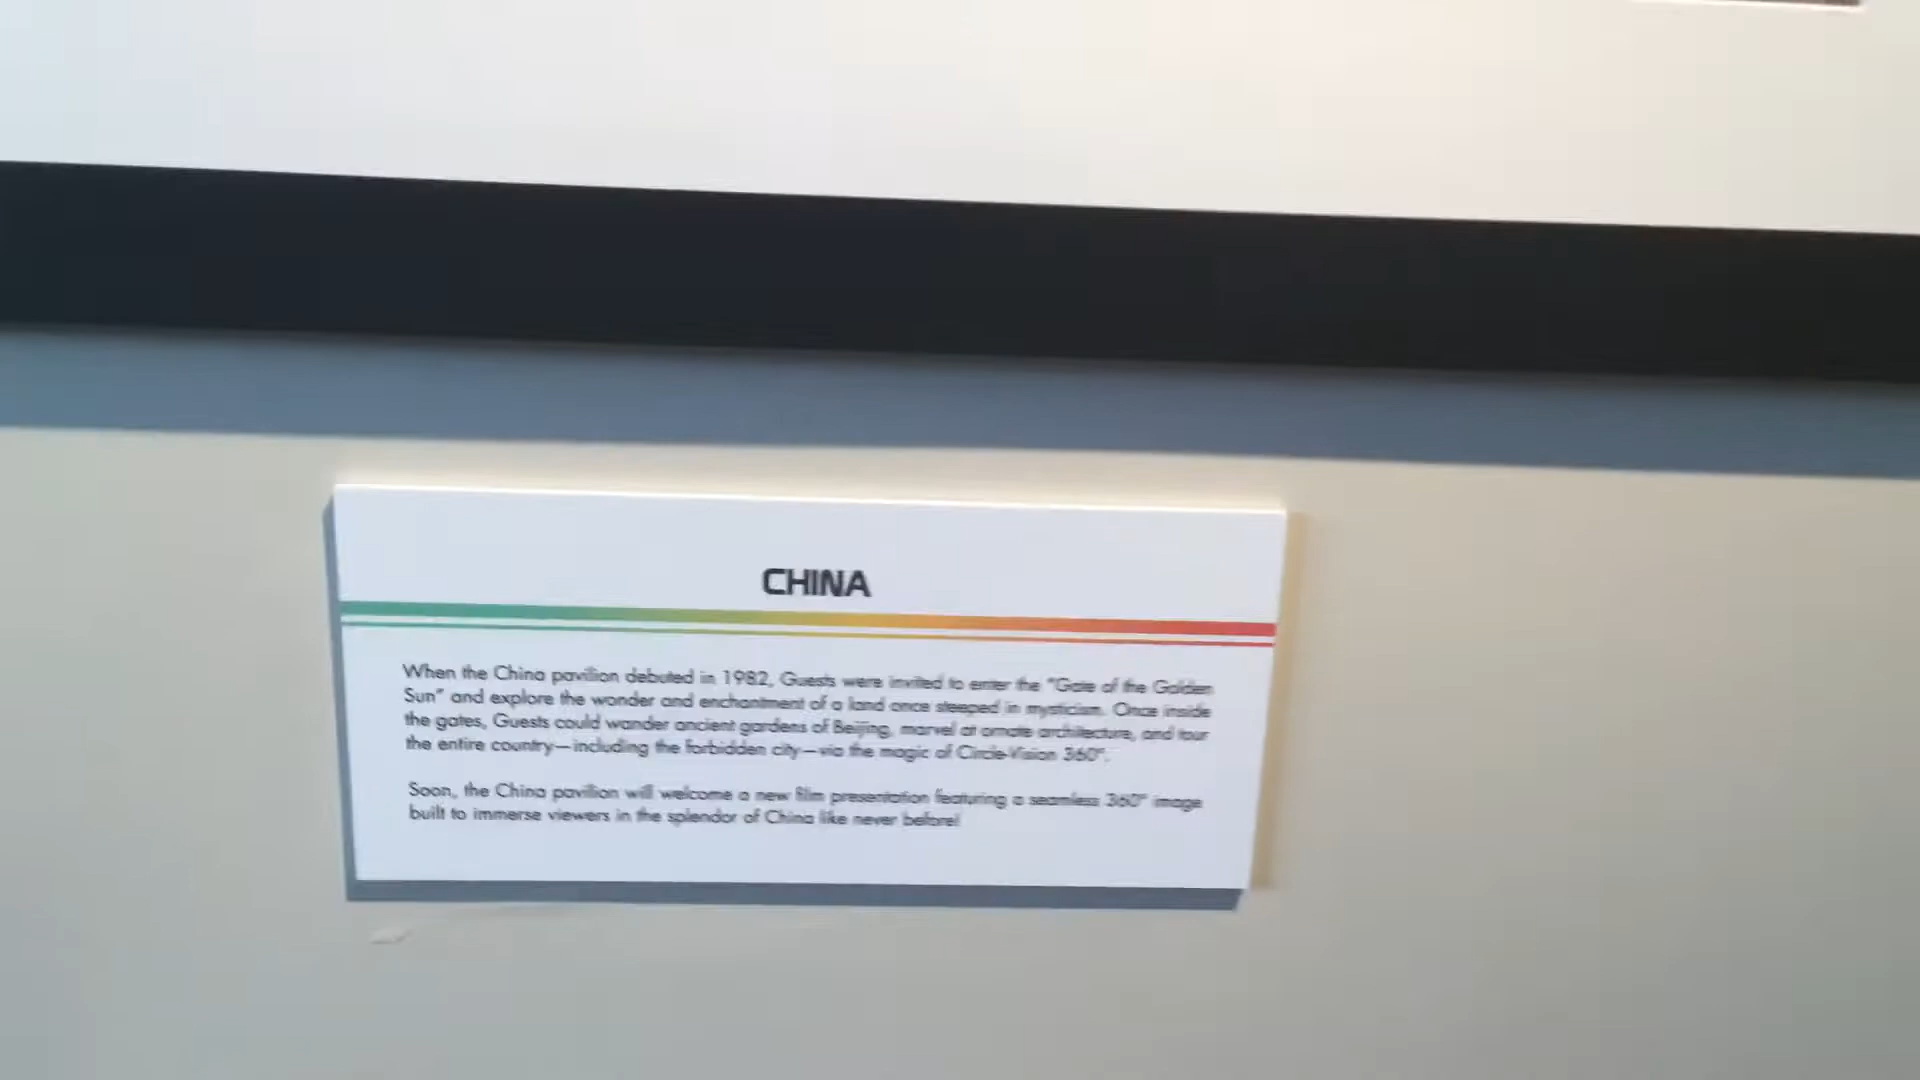 CHINA
When the China pavilion debuted in 1982, Guests were invited to enter the "Gate of the Golden
Sun" and explore the wonder and enchantment of a land once steeped in mysticism. Once inside
the gates, Guests could wander ancient gardens of Beijing, marvel at ornate architecture, and tour
the entire country—including the forbidden city—via the magic of Circle-Vision 360°.
Soon, the China pavilion will welcome a new film presentation featuring a seamless 360° image
built to immerse viewers in the splendor of China like never before!